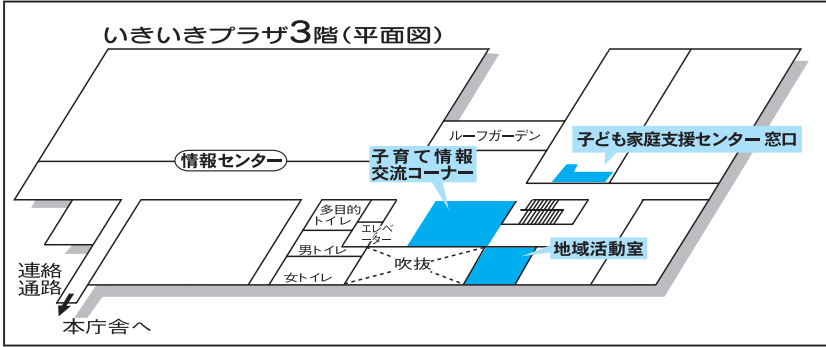 いきいきプラザ3階(平面図)
ルーフガーデン
子ども家庭支援センター 窓口
情報センター
子育て情報
交流コーナー
多目的
トイレ
エレベ
ーター
男トイレ
吹抜
地域活動室
女トイレ
連絡
通路
本庁舎へ